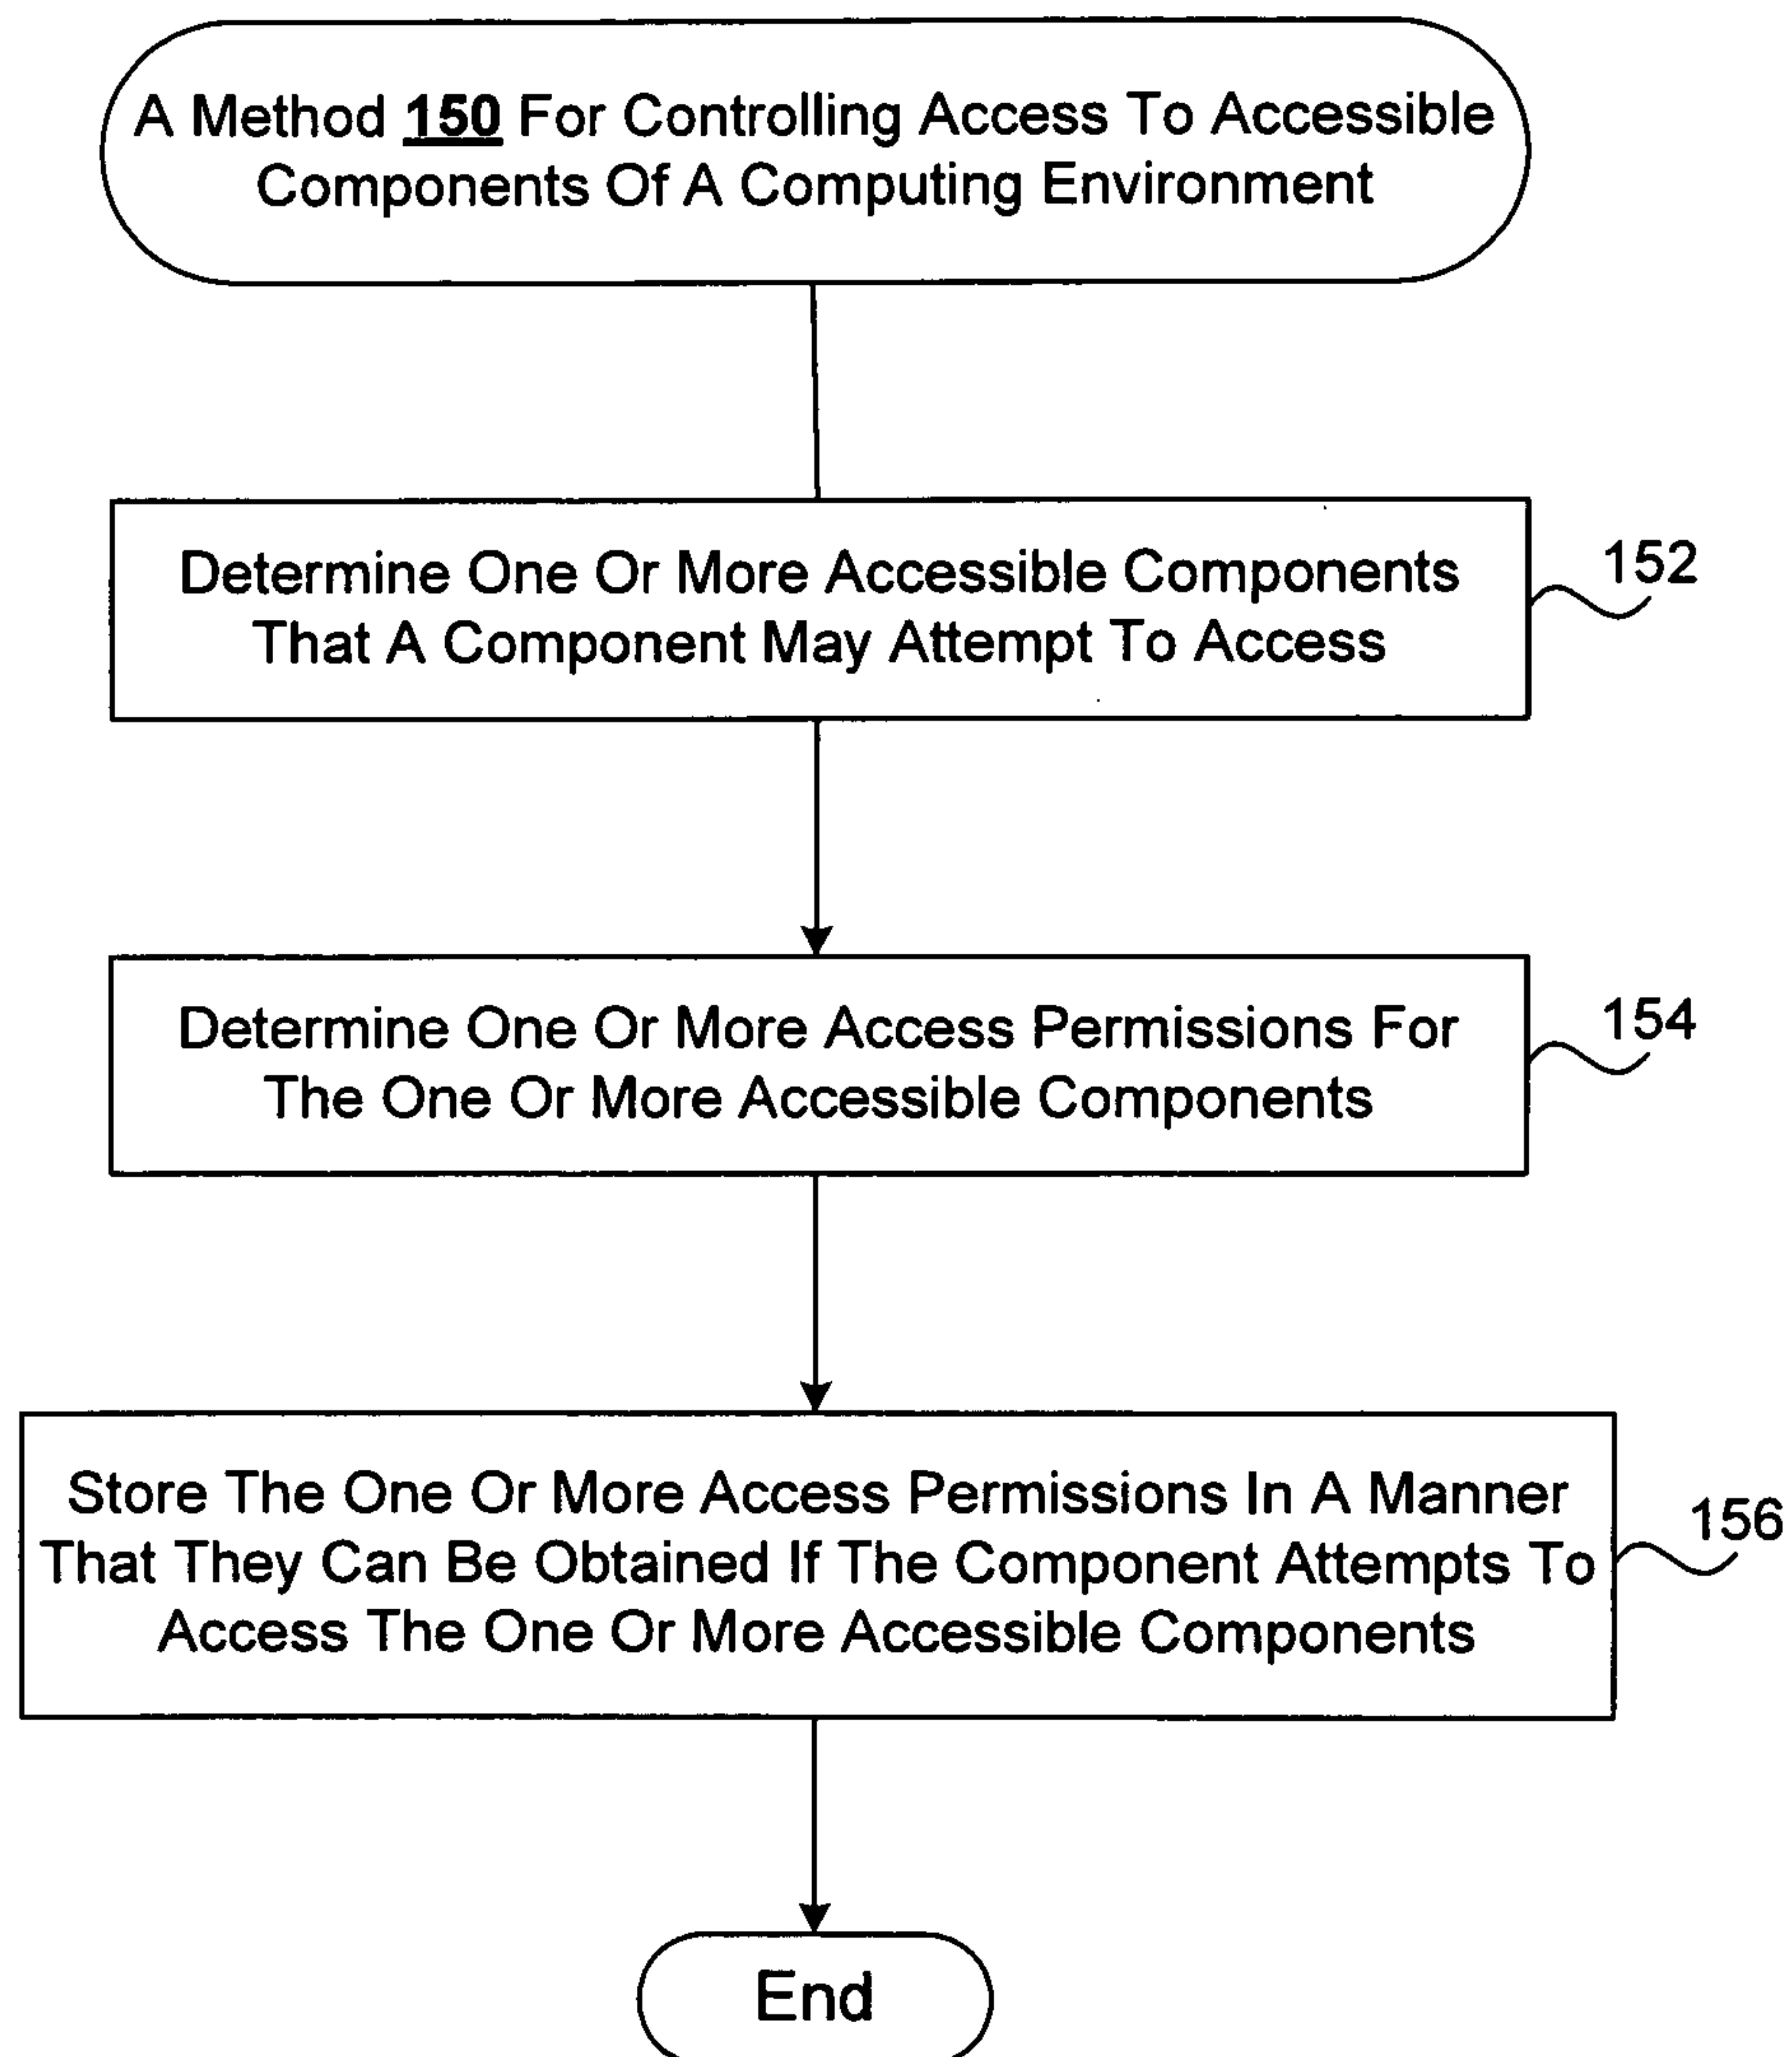 A Method 150 For Controlling Access To Accessible
Components Of A Computing Environment
Determine One Or More Accessible Components
That A Component May Attempt To Access
152
Determine One Or More Access Permissions For
The One Or More Accessible Components
154
Store The One Or More Access Permissions In A Manner
That They Can Be Obtained If The Component Attempts To
Access The One Or More Accessible Components
156
End